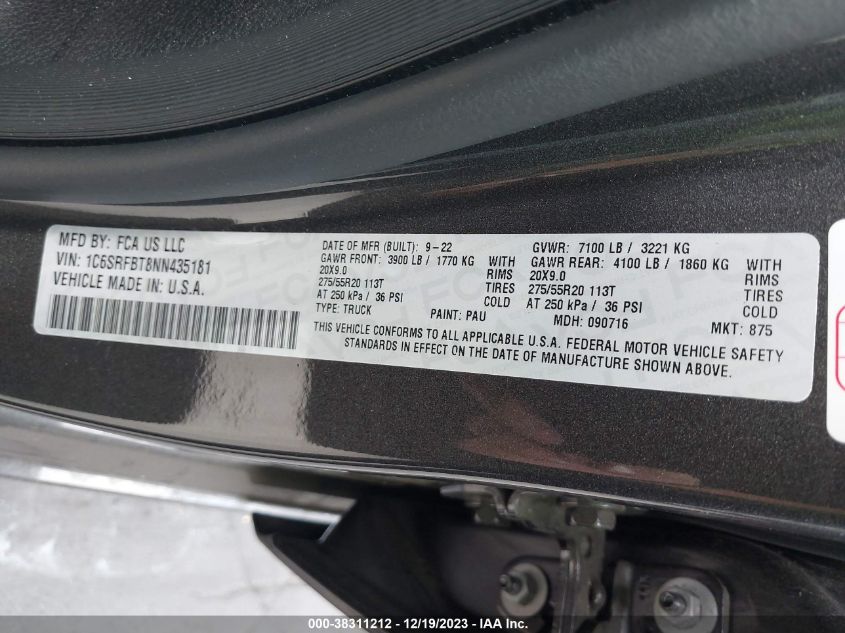 MFD BY: FCA US LLC
VIN: 1C6SRFBT8NN435181
VEHICLE MADE IN: U.S.A.
DATE OF MFR (BUILT): 9-22 GVWR: 7100 LB / 3221 KG
GAWR FRONT: 3900 LB / 1770 KG WITH GAWR REAR: 4100 LB / 1860 KG WITH
20X9.0 RIMS 20X9.0 RIMS
275/55R20 113T TIRES 275/55R20 113T TIRES
AT 250 kPa / 36 PSI COLD AT 250 kPa / 36 PSI COLD
TYPE: TRUCK PAINT: PAU MDH: 090716 MKT: 875
THIS VEHICLE CONFORMS TO ALL APPLICABLE U.S.A. FEDERAL MOTOR VEHICLE SAFETY
STANDARDS IN EFFECT ON THE DATE OF MANUFACTURE SHOWN ABOVE.
000-38311212 - 12/19/2023 - IAA Inc.